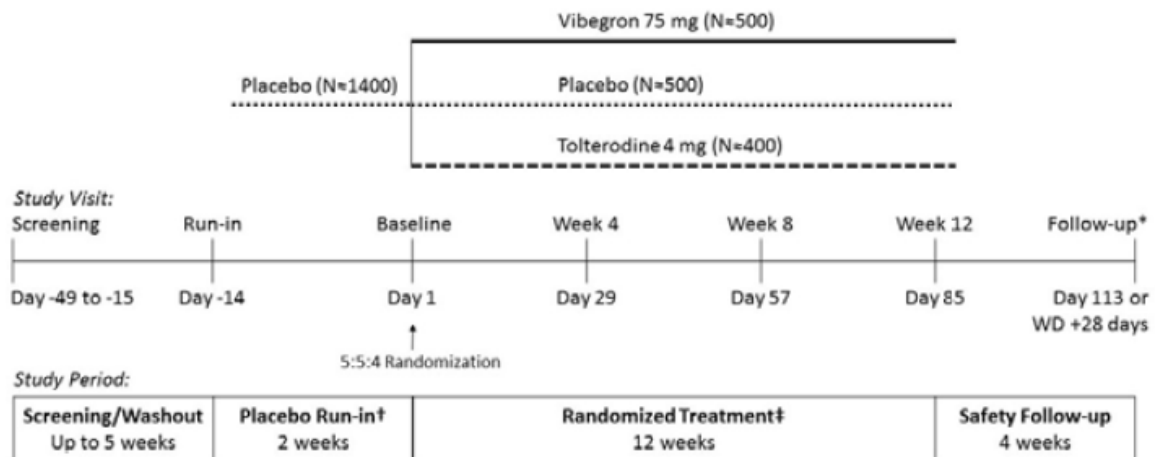 Vibegron 75 mg (N≈500)
Placebo (N≈1400)
Placebo (N≈500)
Tolterodine 4 mg (N≈400)
Study Visit:
Screening
Run-in
Baseline
Week 4
Week 8
Week 12
Follow-up*
Day -49 to -15
Day -14
Day 1
Day 29
Day 57
Day 85
Day 113 or
WD +28 days
5:5:4 Randomization
Study Period:
Screening/Washout
Up to 5 weeks
Placebo Run-in†
2 weeks
Randomized Treatment‡
12 weeks
Safety Follow-up
4 weeks